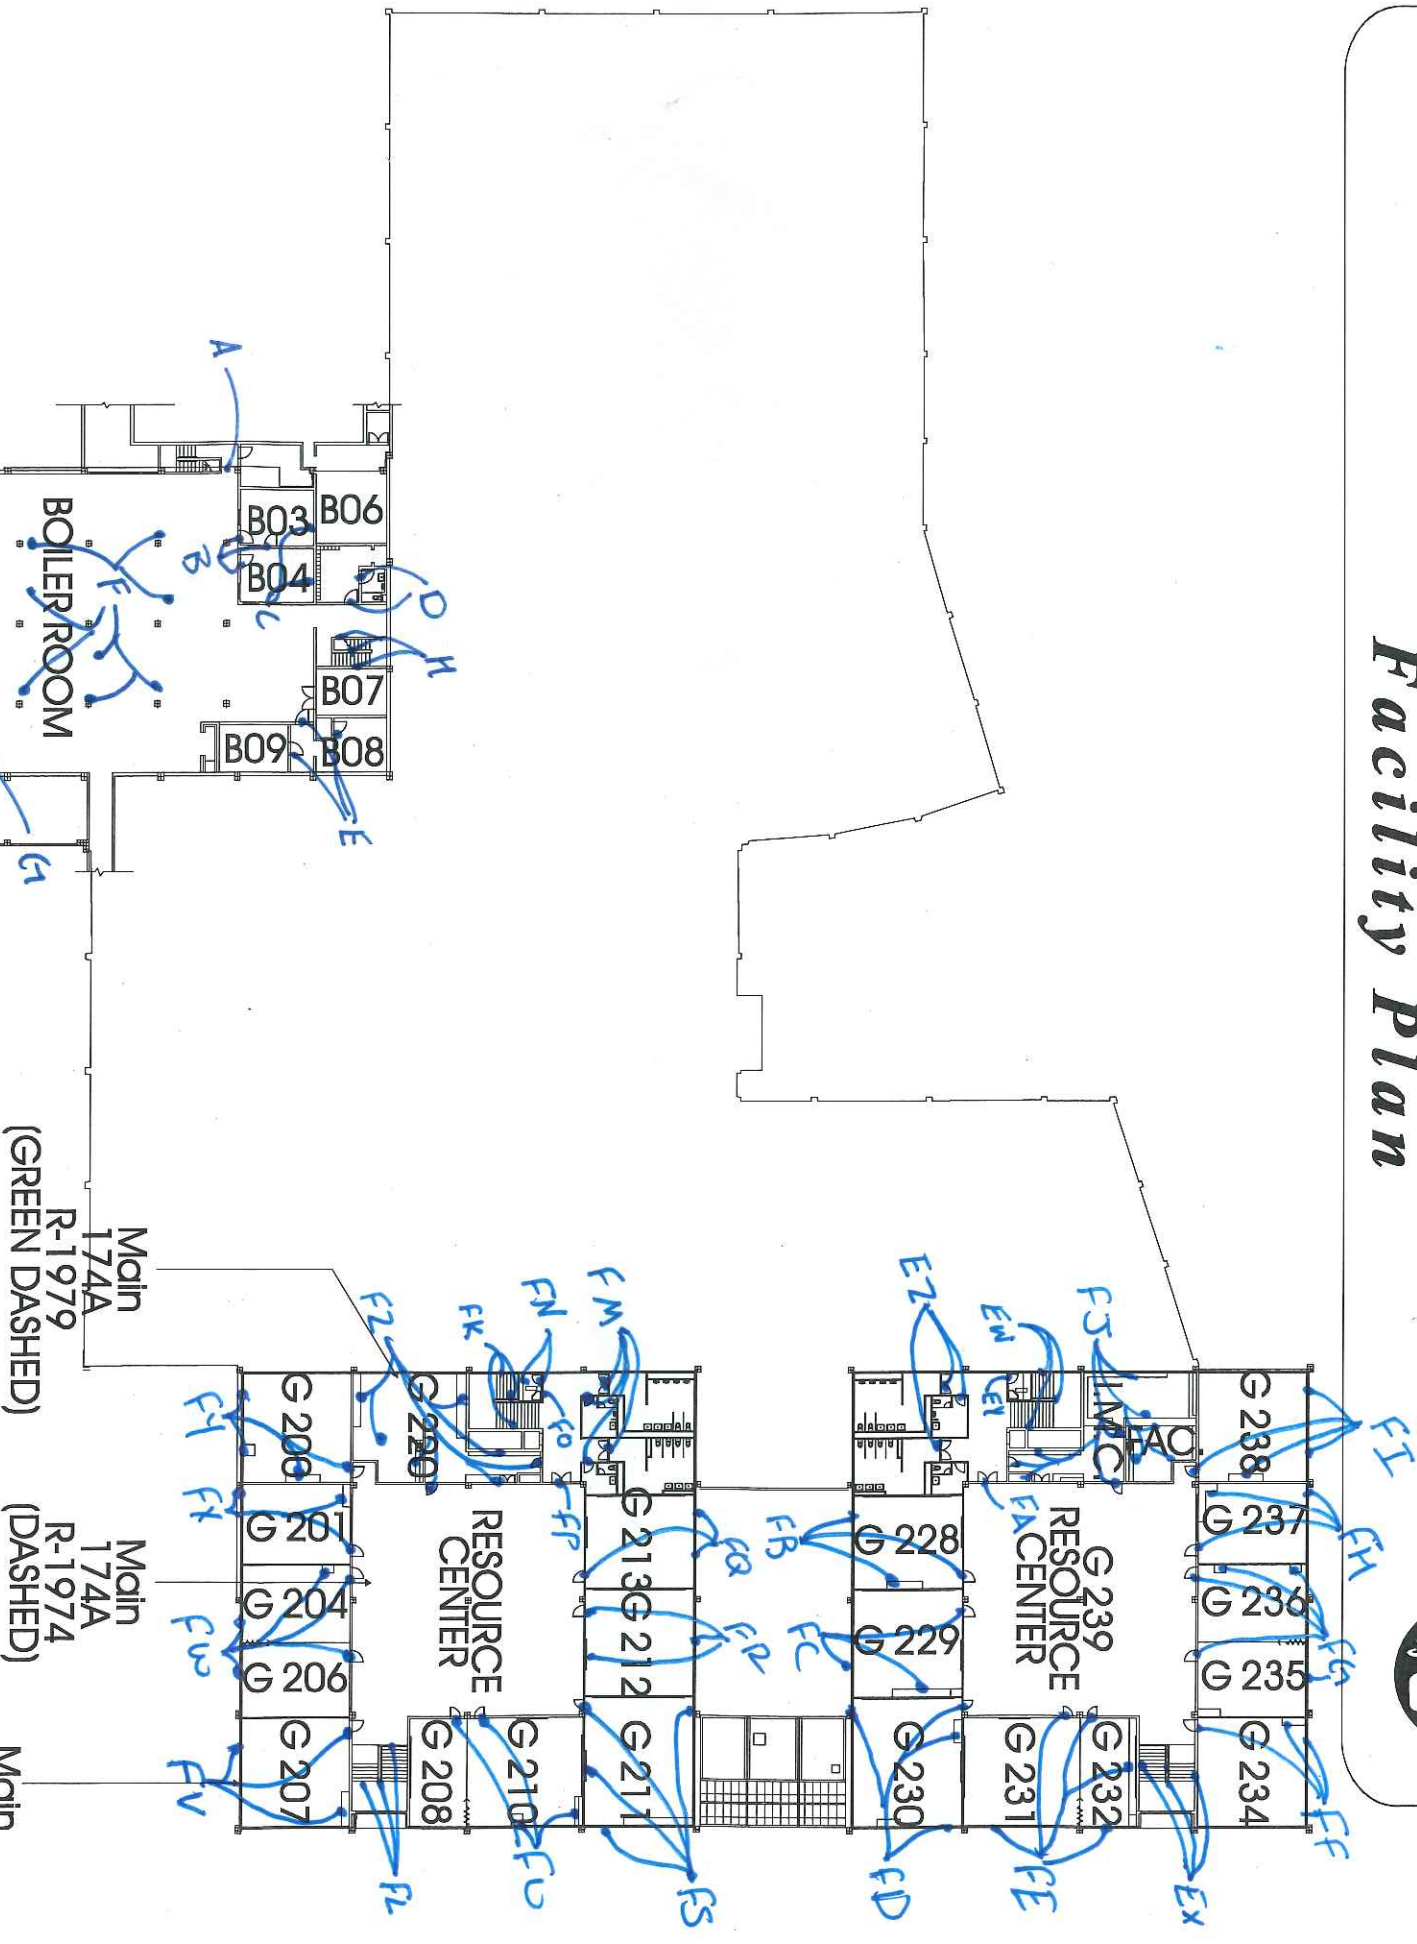 Facility Plan
A
B06
B03
B04
B
C
D
H
F
BOILER ROOM
B07
B08
B09
E
G
Main
174A
R-1979
(GREEN DASHED)
Main
174A
R-1974
(DASHED)
Main
FI
FJ
EW
EY
EZ
FM
FN
FK
FZ
FO
FP
FA
FY
FX
FW
FV
FL
FU
FS
FR
FQ
FB
FC
FD
FE
EX
FF
FG
FH
G 238
I.M.C.
G 237
G 236
G 235
G 234
G 239
RESOURCE
CENTER
G 232
G 231
G 230
G 229
G 228
G 213
G 212
G 211
G 210
G 208
RESOURCE
CENTER
G 220
G 200
G 201
G 204
G 206
G 207